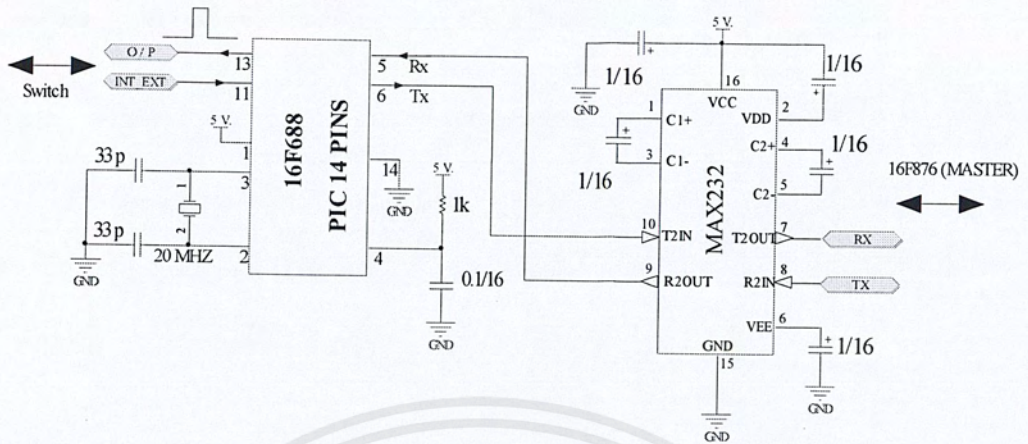 5 V.
O / P
13
Switch
INT_EXT
11
5 V.
1
33p
3
1
2
33p
20 MHZ
2
GND
16F688
PIC 14 PINS
5
Rx
6
Tx
14
GND
5 V.
1k
4
0.1/16
GND
1/16
GND
16
VCC
1/16
1
C1+
3
C1-
1/16
2
VDD
4
C2+
1/16
5
C2-
MAX232
10
T2IN
9
R2OUT
7
T2OUT
RX
8
R2IN
TX
6
VEE
1/16
GND
GND
15
GND
16F876 (MASTER)